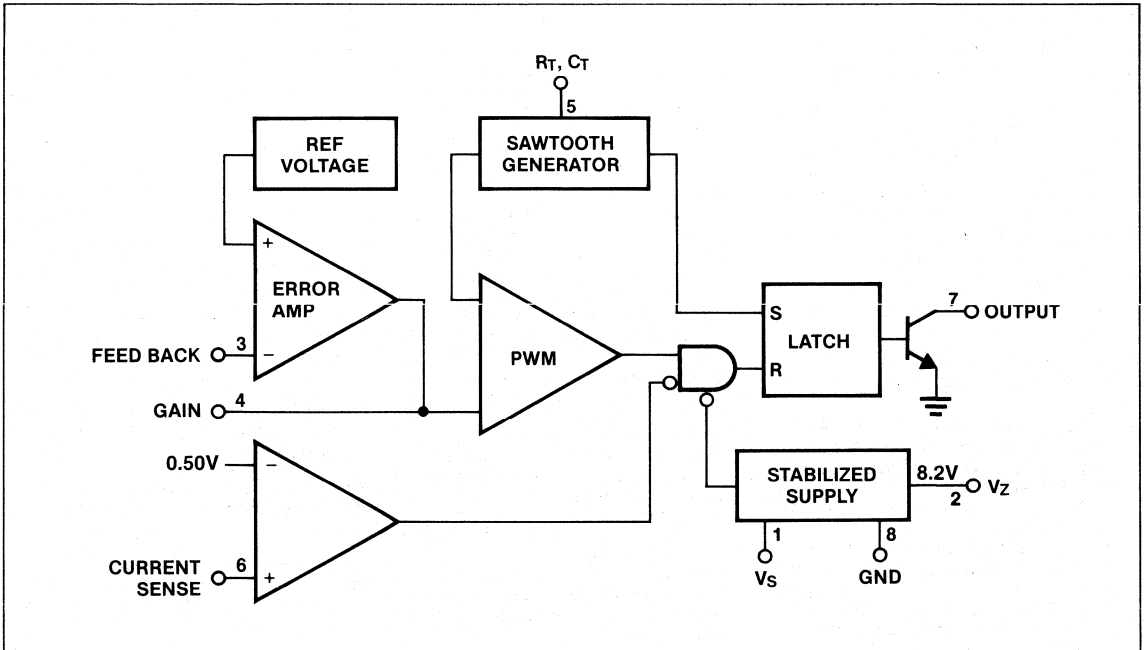 RT, CT
5
REF
VOLTAGE
SAWTOOTH
GENERATOR
+
ERROR
AMP
FEED BACK
3
−
GAIN
4
PWM
S
LATCH
R
7
OUTPUT
0.50V
−
CURRENT
SENSE
6
+
STABILIZED
SUPPLY
8.2V
2
VZ
1
8
VS
GND